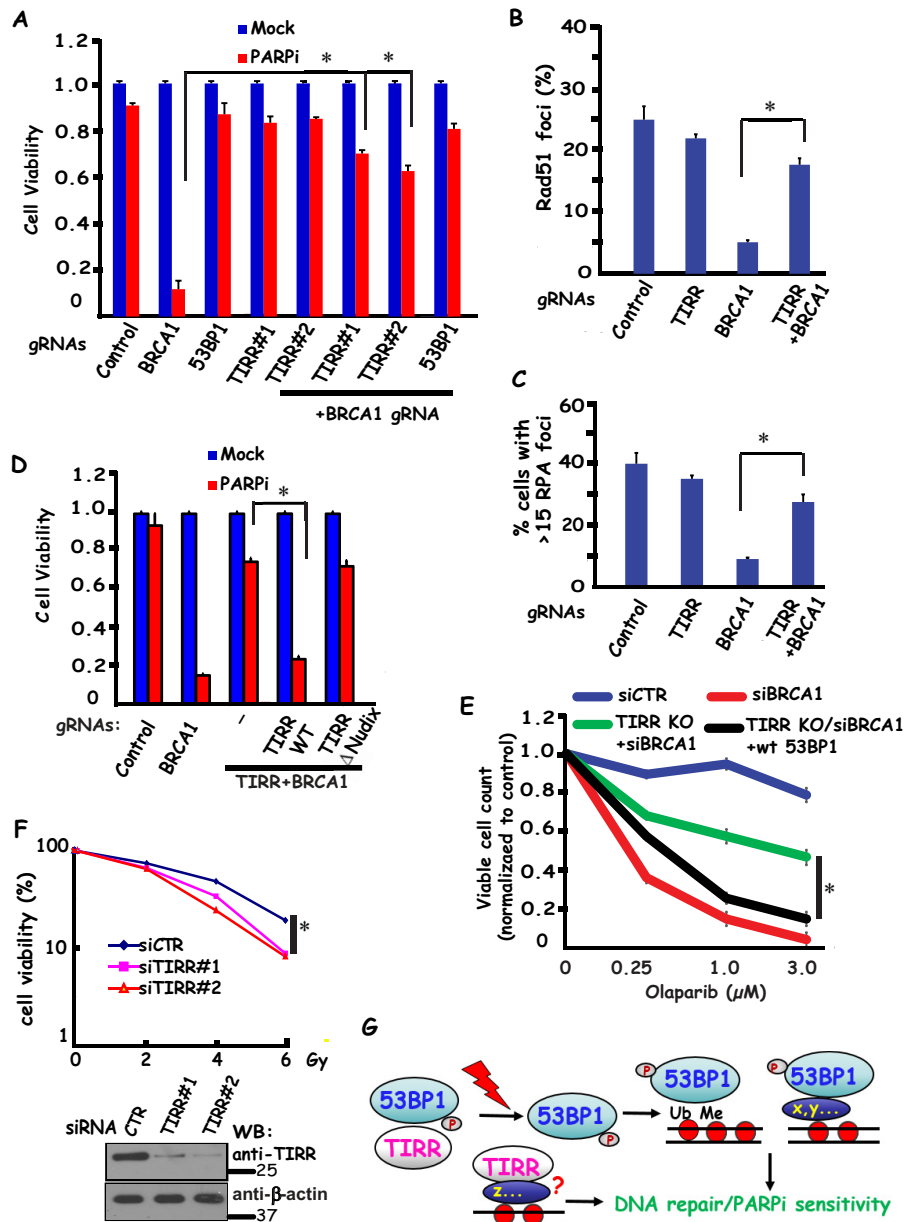 A
Mock
PARPi
Cell Viability
1.2
1.0
0.8
0.6
0.4
0.2
0
* *
gRNAs
Control
BRCA1
53BP1
TIRR#1
TIRR#2
TIRR#1
TIRR#2
53BP1
+BRCA1 gRNA
B
Rad51 foci (%)
30
20
10
0
*
gRNAs
Control
TIRR
BRCA1
TIRR
+BRCA1
C
% cells with
>15 RPA foci
60
40
30
20
0
*
gRNAs
Control
TIRR
BRCA1
TIRR
+BRCA1
D
Mock
PARPi
Cell Viability
1.2
1.0
0.8
0.6
0.4
0.2
0
*
gRNAs:
Control
BRCA1
-
TIRR
WT
TIRR
ΔNudix
TIRR+BRCA1
E
siCTR
siBRCA1
TIRR KO
+siBRCA1
TIRR KO/siBRCA1
+wt 53BP1
Viable cell count
(normalizaed to control)
1.2
1.0
0.8
0.6
0.4
0.2
0
*
0 0.25 1.0 3.0
Olaparib (µM)
F
cell viability (%)
100
10
1
*
siCTR
siTIRR#1
siTIRR#2
0 2 4 6 Gy
siRNA
CTR
TIRR#1
TIRR#2
WB:
anti-TIRR
25
anti-β-actin
37
G
53BP1
P
TIRR
53BP1
P
P
53BP1
Ub Me
P
53BP1
x,y...
TIRR
z...
?
DNA repair/PARPi sensitivity